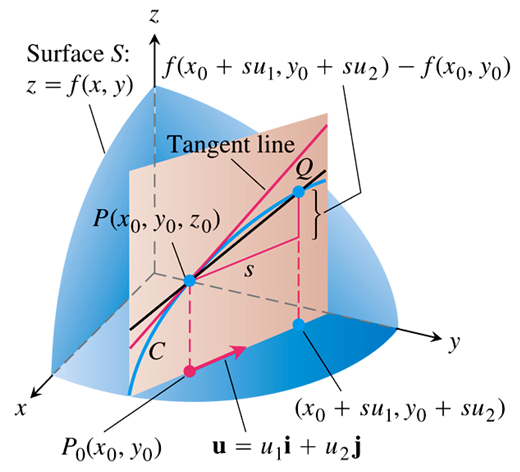 z
Surface S:
z = f(x, y)
f(x₀ + su₁, y₀ + su₂) − f(x₀, y₀)
Tangent line
Q
P(x₀, y₀, z₀)
s
C
y
x
(x₀ + su₁, y₀ + su₂)
P₀(x₀, y₀)
u = u₁i + u₂j